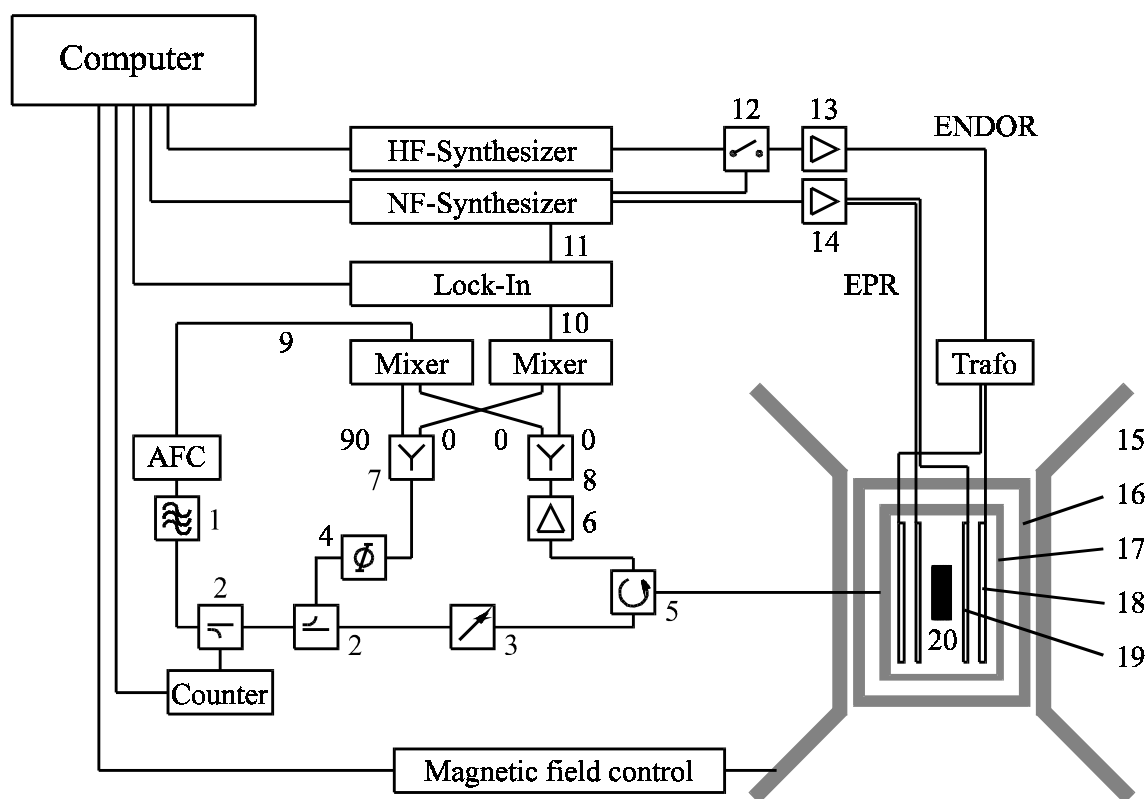 Computer
12
13
ENDOR
HF-Synthesizer
NF-Synthesizer
14
11
Lock-In
EPR
10
9
Mixer
Mixer
Trafo
90
0
0
0
15
AFC
7
8
16
1
4
Φ
6
17
2
5
18
2
3
20
19
Counter
Magnetic field control